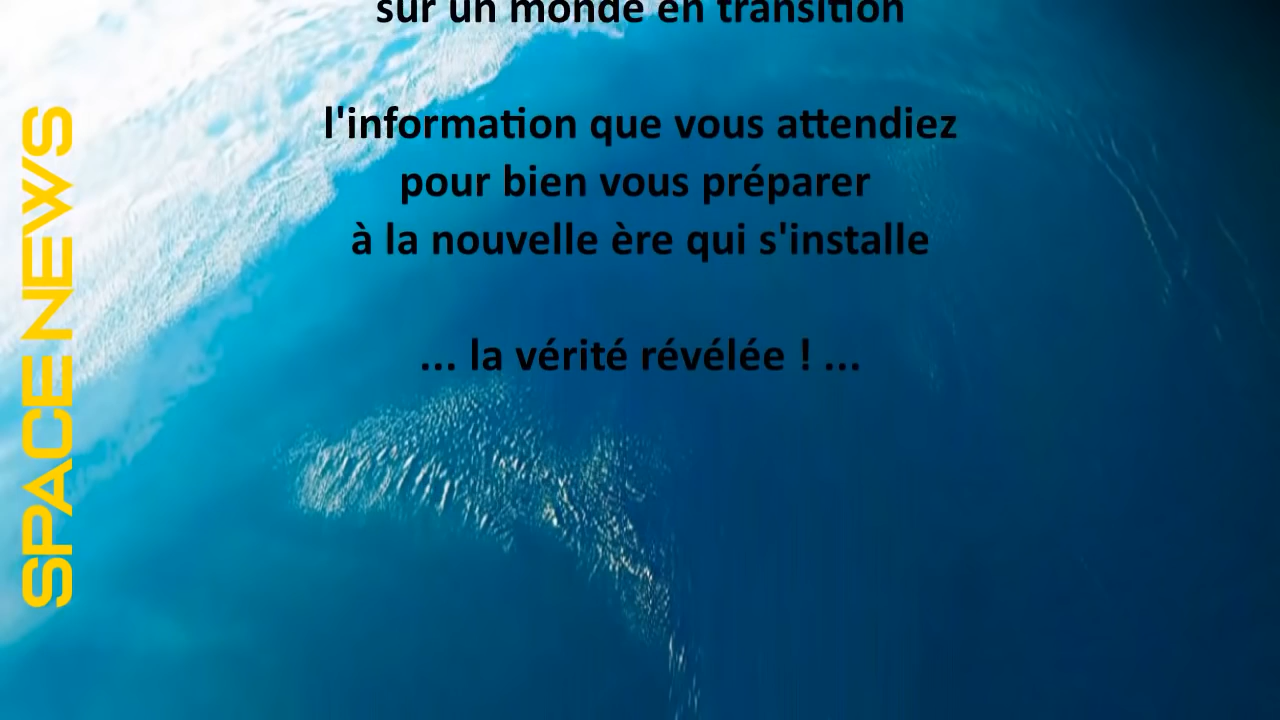 sur un monde en transition
l'information que vous attendiez
pour bien vous préparer
à la nouvelle ère qui s'installe
... la vérité révélée ! ...
SPACE NEWS